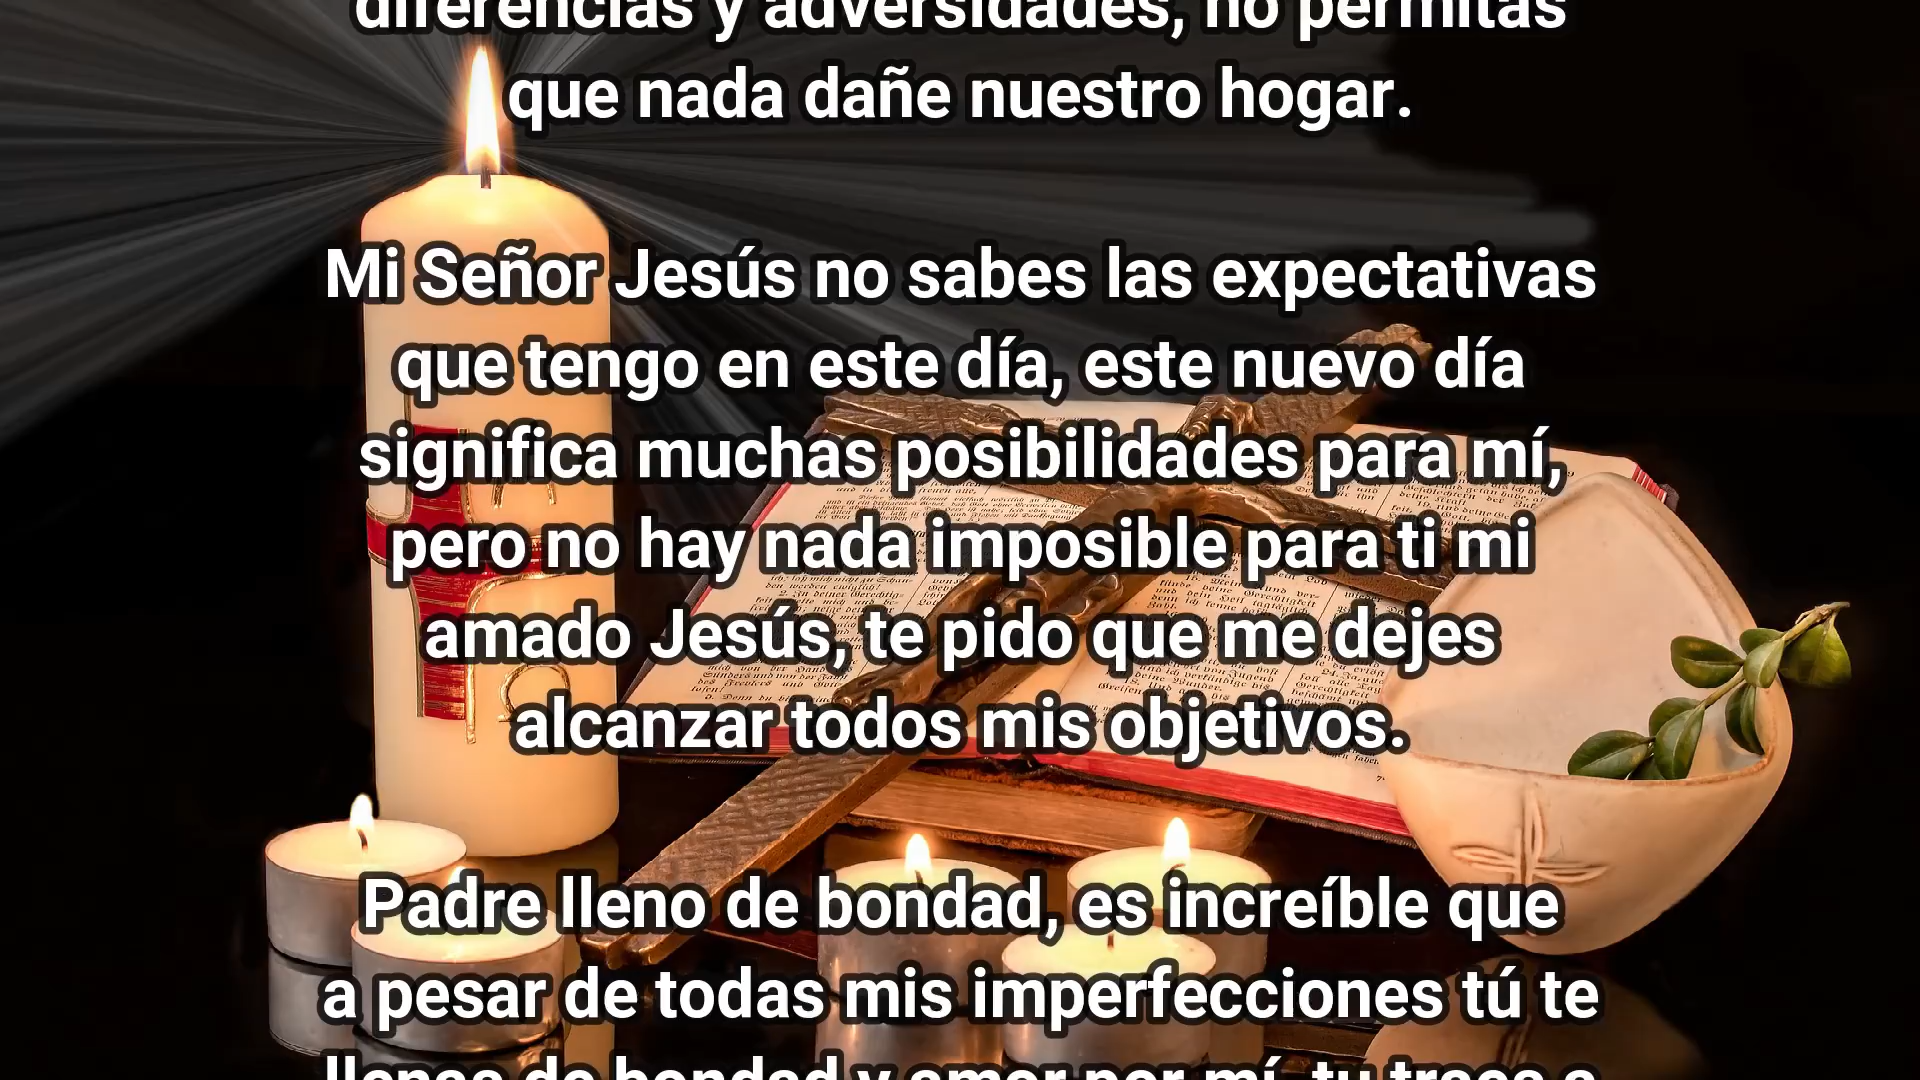 diferencias y adversidades, no permitas
que nada dañe nuestro hogar.
Mi Señor Jesús no sabes las expectativas
que tengo en este día, este nuevo día
significa muchas posibilidades para mí,
pero no hay nada imposible para ti mi
amado Jesús, te pido que me dejes
alcanzar todos mis objetivos.
Padre lleno de bondad, es increíble que
a pesar de todas mis imperfecciones tú te
llenas de bondad y amor por mí, tu traes a